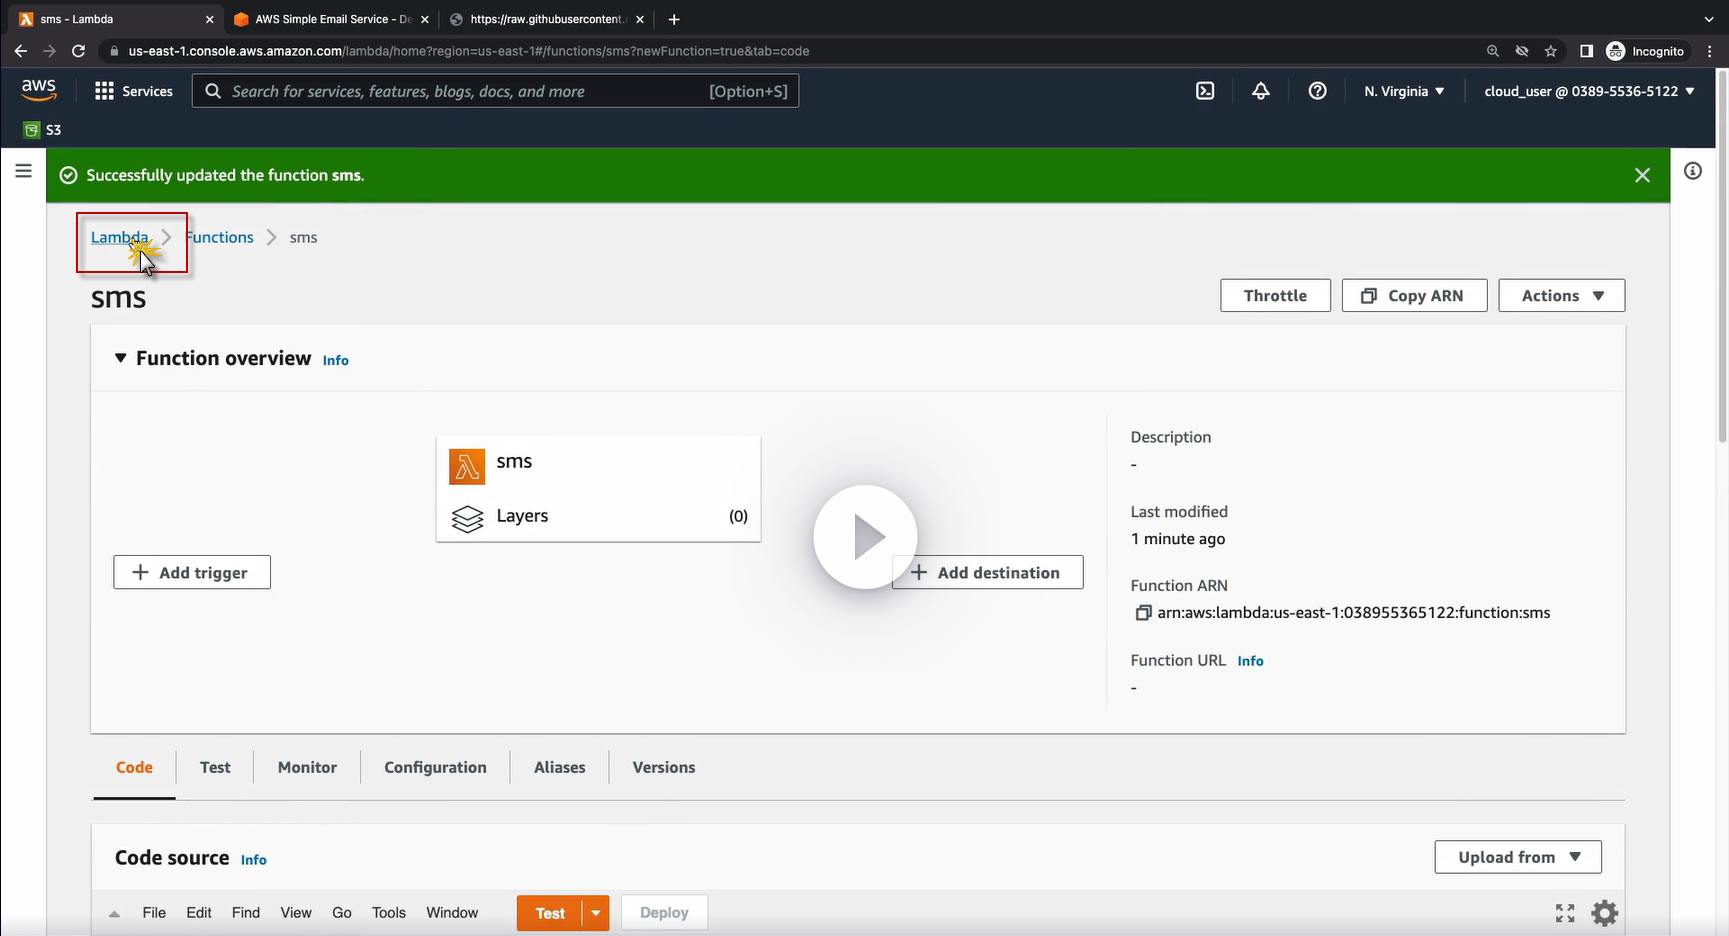 sms - Lambda
AWS Simple Email Service - De
https://raw.githubusercontent.
us-east-1.console.aws.amazon.com/lambda/home?region=us-east-1#/functions/sms?newFunction=true&tab=code
Incognito
aws
Services
Search for services, features, blogs, docs, and more
[Option+S]
N. Virginia
cloud_user @ 0389-5536-5122
S3
Successfully updated the function sms.
Lambda
Functions
sms
sms
Throttle
Copy ARN
Actions
Function overview Info
sms
Layers (0)
Add trigger
Add destination
Description
-
Last modified
1 minute ago
Function ARN
arn:aws:lambda:us-east-1:038955365122:function:sms
Function URL Info
-
Code
Test
Monitor
Configuration
Aliases
Versions
Code source Info
Upload from
File
Edit
Find
View
Go
Tools
Window
Test
Deploy